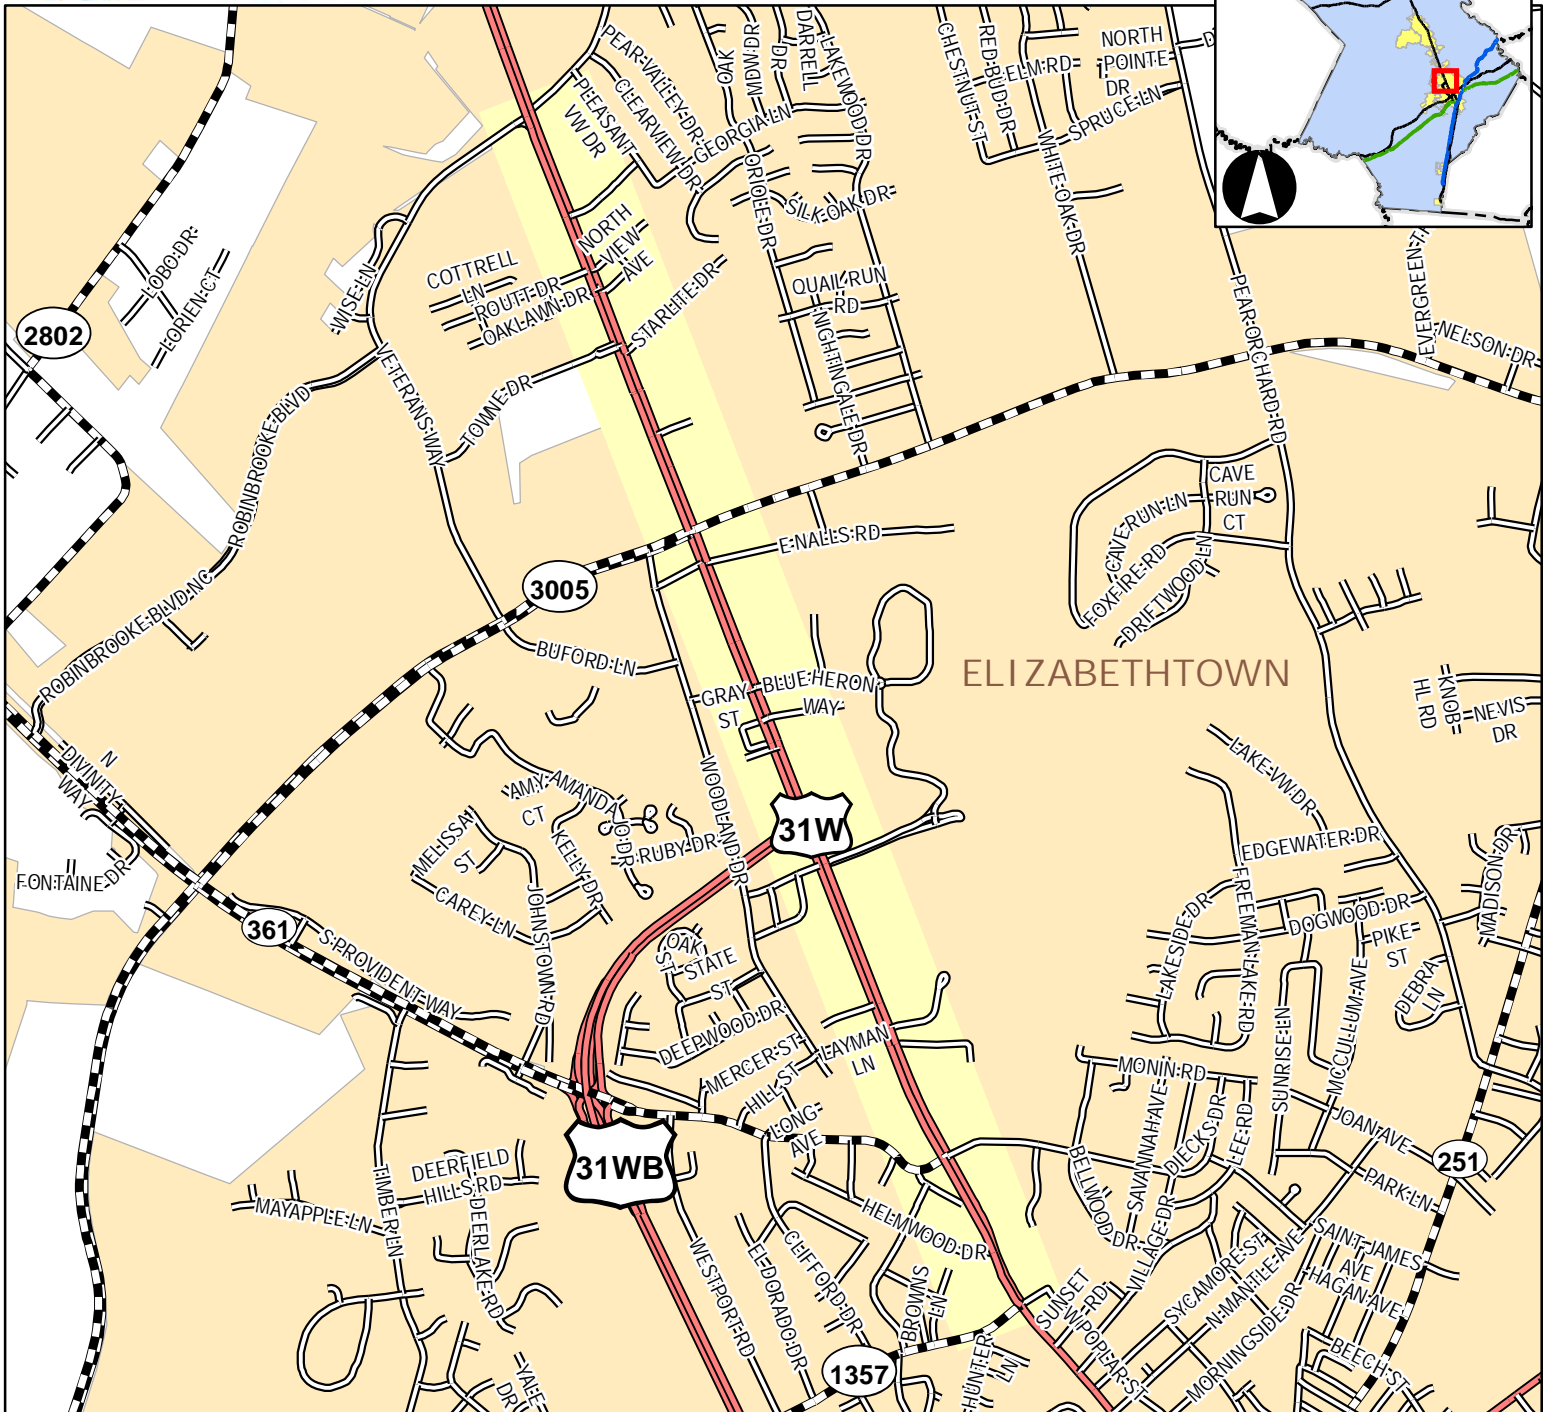 PEAR VALLEY DR
CLEARVIEW DR
PLEASANT
VW DR
OAK
MDW DR
DR
DARRELL
LAKEWOOD DR
GEORGIA LN
ORIOLE DR
SILK OAK DR
CHESTNUT ST
RED BUD DR
ELM RD
NORTH
POINTE
DR
SPRUCE LN
WHITE OAK DR
LOBO DR
LORIEN CT
2802
WISE LN
COTTRELL
LN
ROUTT DR
OAKLAWN DR
NORTH
VIEW
AVE
STARLITE DR
QUAIL RUN
RD
NIGHTINGALE DR
PEAR ORCHARD RD
NELSON DR
VETERANS WAY
TOWNE DR
ROBINBROOKE BLVD
ROBINBROOKE BLVD NC
CAVE
RUN
CT
CAVE RUN LN
FOXFIRE RD
DRIFTWOOD LN
E NALLS RD
3005
BUFORD LN
GRAY
ST
BLUE HERON
WAY
ELIZABETHTOWN
KNOB
HL RD
NEVIS
DR
N
DIVINITY
WAY
WOODLAND DR
LAKE VW DR
AMY
CT
AMANDA JO DR
KELLY DR
RUBY DR
MELISSA
ST
CAREY LN
JOHNSTOWN RD
31W
EDGEWATER DR
FREEMAN LAKE RD
LAKESIDE DR
DOGWOOD DR
PIKE
ST
MADISON DR
DEBRA
LN
FONTAINE DR
361
S PROVIDENT WAY
OAK
ST
STATE
ST
DEEPWOOD DR
MERCER ST
HILL ST
LAYMAN
LN
LONG
AVE
MONIN RD
SUNRISE LN
MCCULLUM AVE
JOAN AVE
251
PARK LN
SAVANNAH AVE
DIECKS DR
LEE RD
BELLWOOD DR
VILLAGE DR
31WB
DEERFIELD
HILLS RD
MAYAPPLE LN
TIMBER LN
DEERLAKE RD
HELMWOOD DR
CLIFFORD DR
ELDORADO DR
WESTPORT RD
BROWNS
LN
SUNSET
RD
W POPLAR ST
SYCAMORE ST
N MANTLE AVE
MORNINGSIDE DR
SAINT JAMES
AVE
HAGAN AVE
BEECH ST
HUNTER
LN
1357
YALE
DR